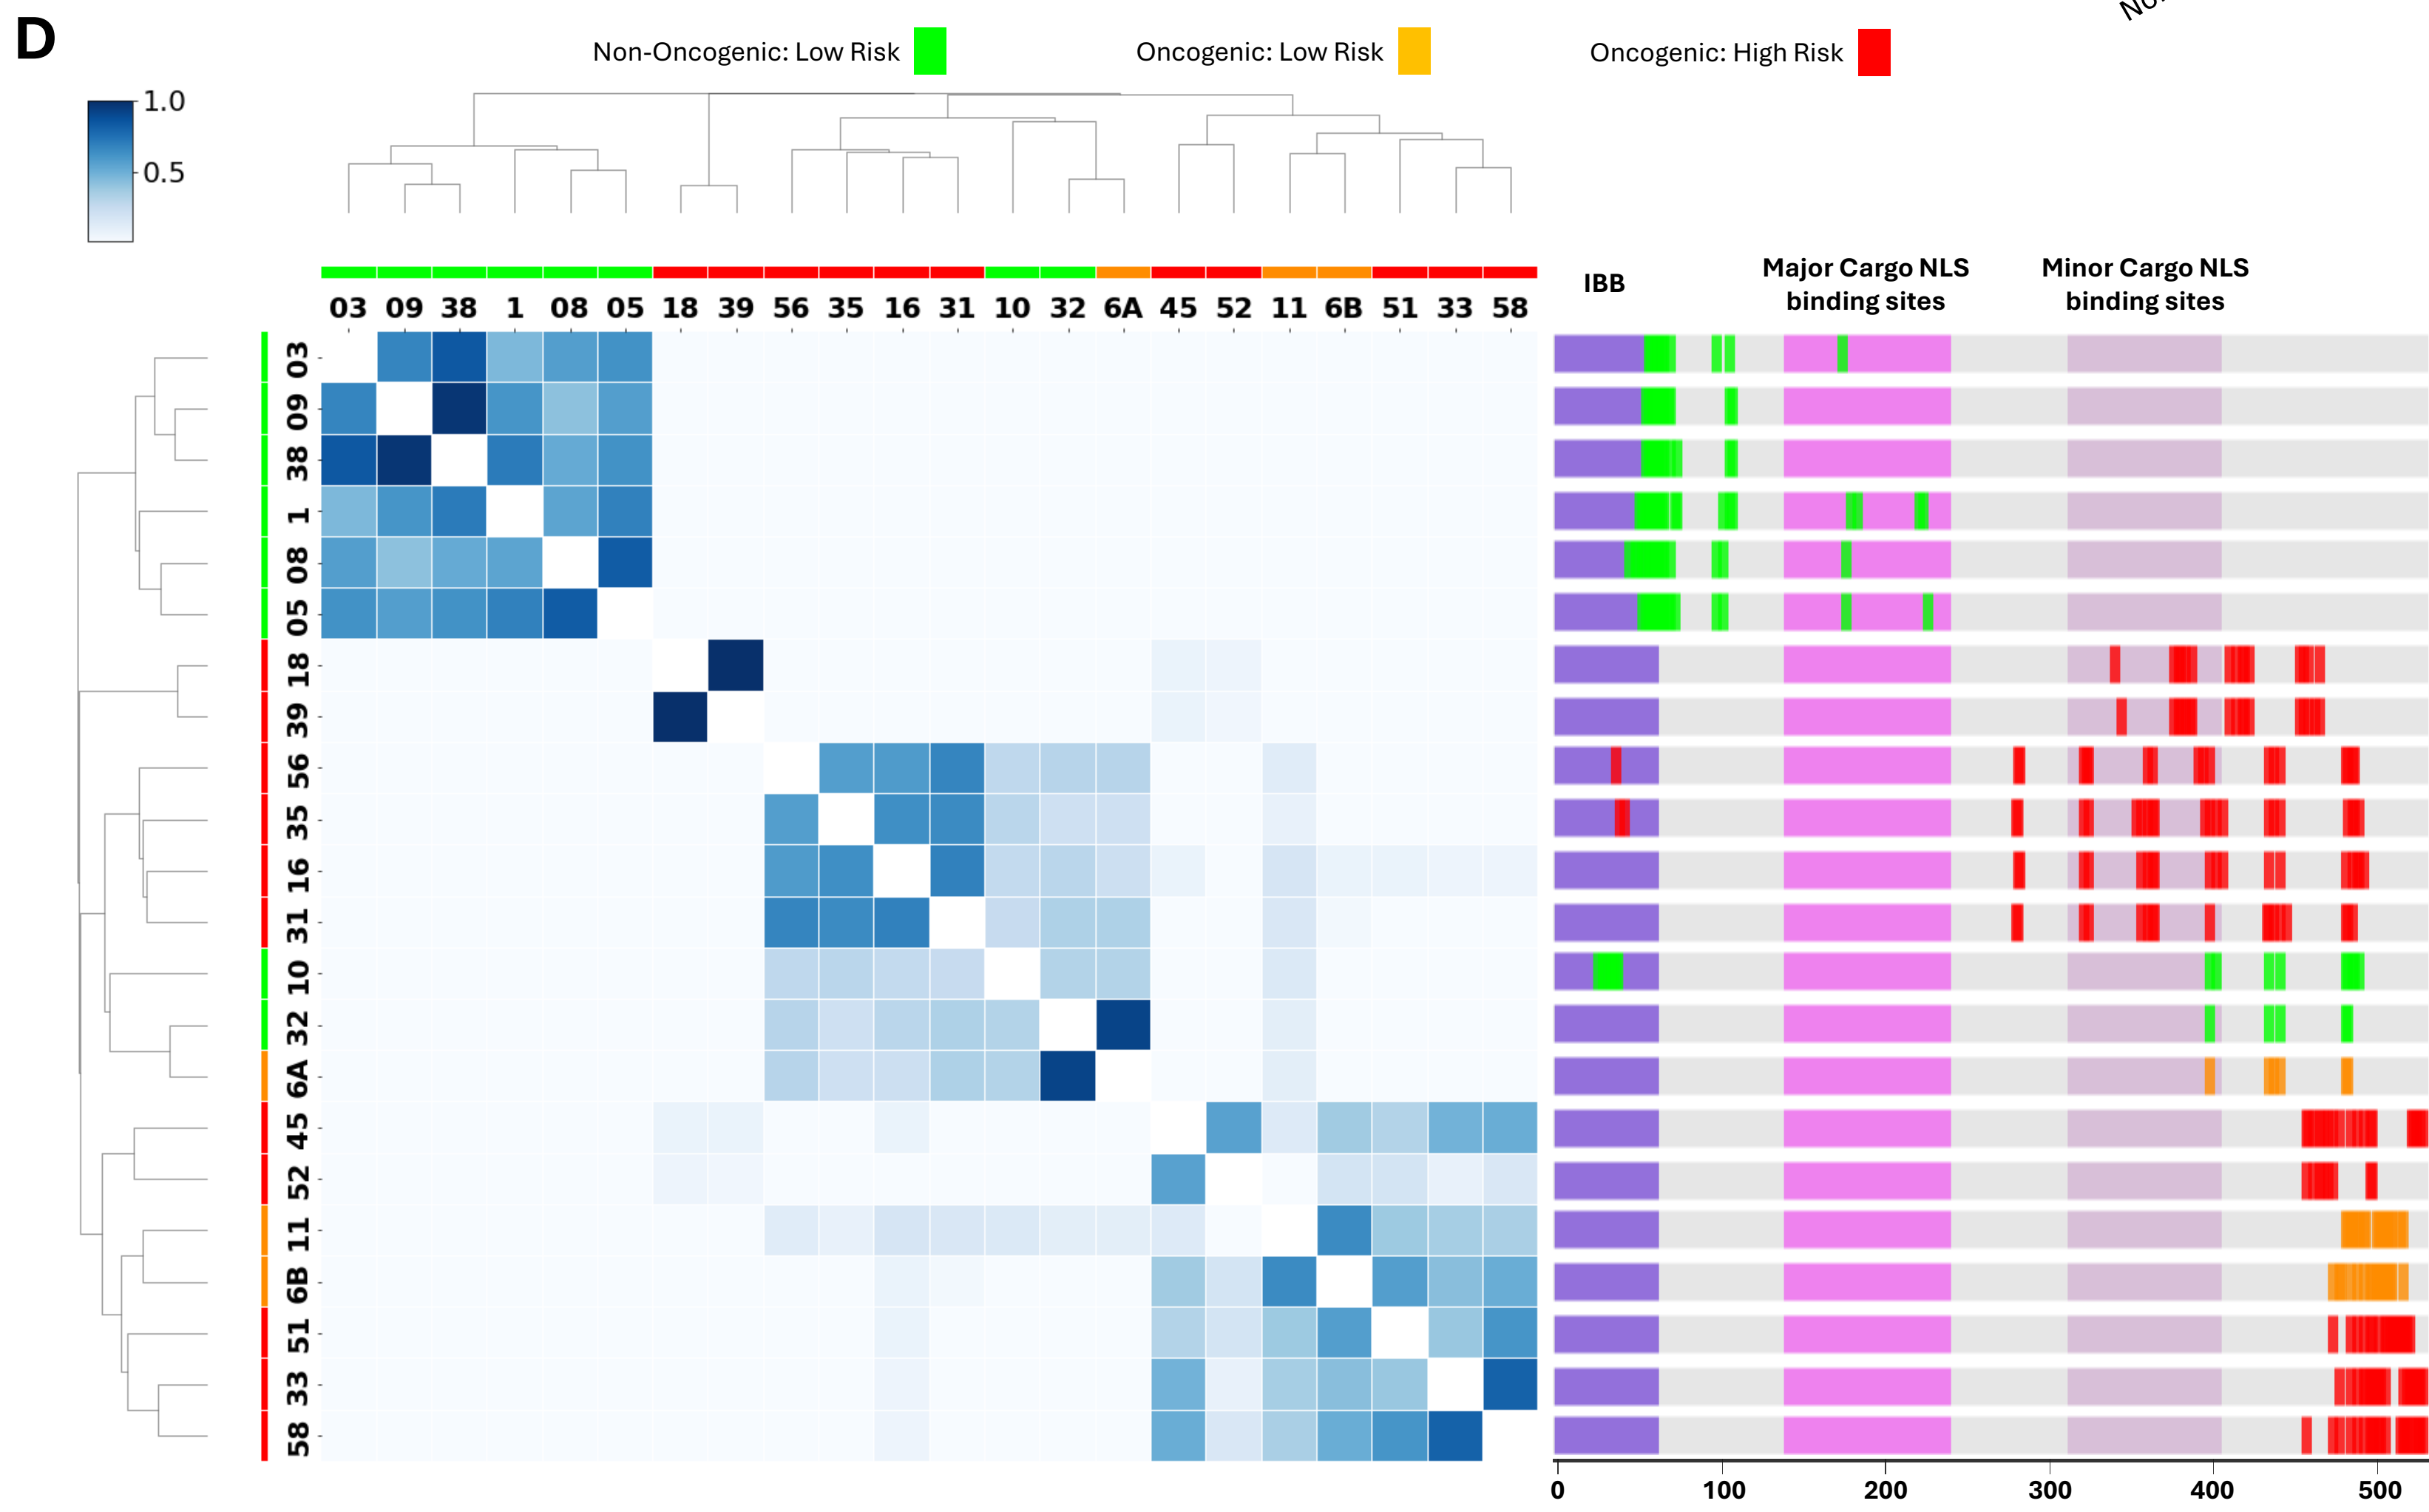 D
No
Non-Oncogenic: Low Risk
Oncogenic: Low Risk
Oncogenic: High Risk
1.0
0.5
IBB
Major Cargo NLS
binding sites
Minor Cargo NLS
binding sites
03 09 38 1 08 05 18 39 56 35 16 31 10 32 6A 45 52 11 6B 51 33 58
03
09
38
1
08
05
18
39
56
35
16
31
10
32
6A
45
52
11
6B
51
33
58
0 100 200 300 400 500